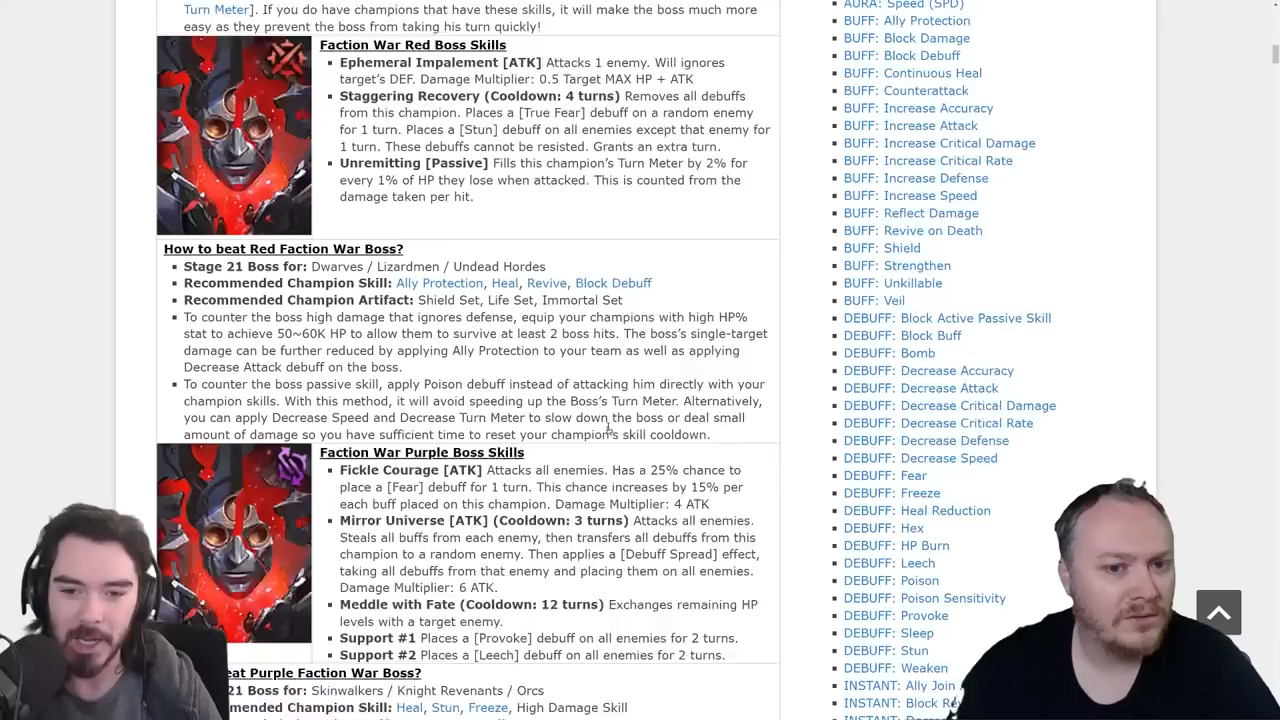 Turn Meter]. If you do have champions that have these skills, it will make the boss much more
easy as they prevent the boss from taking his turn quickly!
Faction War Red Boss Skills
Ephemeral Impalement [ATK] Attacks 1 enemy. Will ignores
target's DEF. Damage Multiplier: 0.5 Target MAX HP + ATK
Staggering Recovery (Cooldown: 4 turns) Removes all debuffs
from this champion. Places a [True Fear] debuff on a random enemy
for 1 turn. Places a [Stun] debuff on all enemies except that enemy for
1 turn. These debuffs cannot be resisted. Grants an extra turn.
Unremitting [Passive] Fills this champion's Turn Meter by 2% for
every 1% of HP they lose when attacked. This is counted from the
damage taken per hit.
How to beat Red Faction War Boss?
Stage 21 Boss for: Dwarves / Lizardmen / Undead Hordes
Recommended Champion Skill: Ally Protection, Heal, Revive, Block Debuff
Recommended Champion Artifact: Shield Set, Life Set, Immortal Set
To counter the boss high damage that ignores defense, equip your champions with high HP%
stat to achieve 50~60K HP to allow them to survive at least 2 boss hits. The boss's single-target
damage can be further reduced by applying Ally Protection to your team as well as applying
Decrease Attack debuff on the boss.
To counter the boss passive skill, apply Poison debuff instead of attacking him directly with your
champion skills. With this method, it will avoid speeding up the Boss's Turn Meter. Alternatively,
you can apply Decrease Speed and Decrease Turn Meter to slow down the boss or deal small
amount of damage so you have sufficient time to reset your champion's skill cooldown.
Faction War Purple Boss Skills
Fickle Courage [ATK] Attacks all enemies. Has a 25% chance to
place a [Fear] debuff for 1 turn. This chance increases by 15% per
each buff placed on this champion. Damage Multiplier: 4 ATK
Mirror Universe [ATK] (Cooldown: 3 turns) Attacks all enemies.
Steals all buffs from each enemy, then transfers all debuffs from this
champion to a random enemy. Then applies a [Debuff Spread] effect,
taking all debuffs from that enemy and placing them on all enemies.
Damage Multiplier: 6 ATK.
Meddle with Fate (Cooldown: 12 turns) Exchanges remaining HP
levels with a target enemy.
Support #1 Places a [Provoke] debuff on all enemies for 2 turns.
Support #2 Places a [Leech] debuff on all enemies for 2 turns.
eat Purple Faction War Boss?
21 Boss for: Skinwalkers / Knight Revenants / Orcs
mended Champion Skill: Heal, Stun, Freeze, High Damage Skill
AURA: Speed (SPD)
BUFF: Ally Protection
BUFF: Block Damage
BUFF: Block Debuff
BUFF: Continuous Heal
BUFF: Counterattack
BUFF: Increase Accuracy
BUFF: Increase Attack
BUFF: Increase Critical Damage
BUFF: Increase Critical Rate
BUFF: Increase Defense
BUFF: Increase Speed
BUFF: Reflect Damage
BUFF: Revive on Death
BUFF: Shield
BUFF: Strengthen
BUFF: Unkillable
BUFF: Veil
DEBUFF: Block Active Passive Skill
DEBUFF: Block Buff
DEBUFF: Bomb
DEBUFF: Decrease Accuracy
DEBUFF: Decrease Attack
DEBUFF: Decrease Critical Damage
DEBUFF: Decrease Critical Rate
DEBUFF: Decrease Defense
DEBUFF: Decrease Speed
DEBUFF: Fear
DEBUFF: Freeze
DEBUFF: Heal Reduction
DEBUFF: Hex
DEBUFF: HP Burn
DEBUFF: Leech
DEBUFF: Poison
DEBUFF: Poison Sensitivity
DEBUFF: Provoke
DEBUFF: Sleep
DEBUFF: Stun
DEBUFF: Weaken
INSTANT: Ally Join
INSTANT: Block Re
INSTANT: